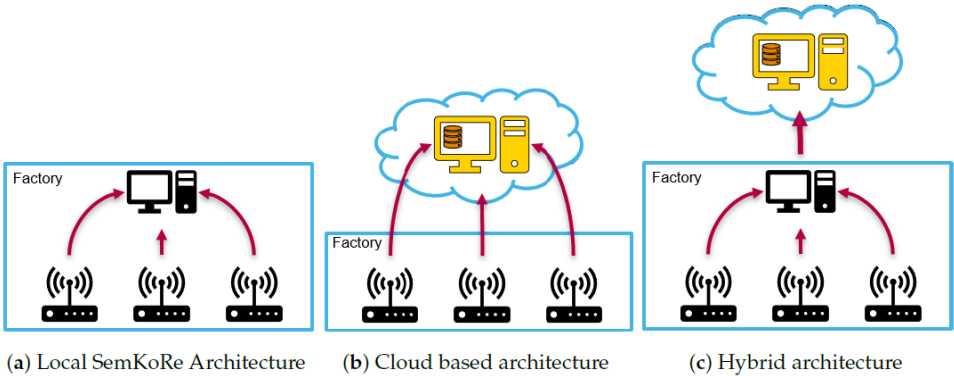 Factory
Factory
Factory
(a) Local SemKoRe Architecture
(b) Cloud based architecture
(c) Hybrid architecture